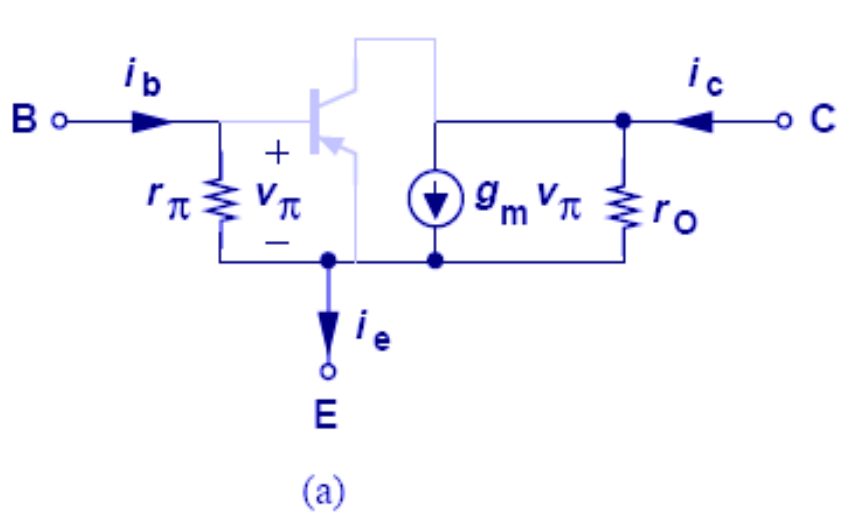 i_b i_c
B C
+
r_π v_π g_m v_π r_O
−
i_e
E
(a)